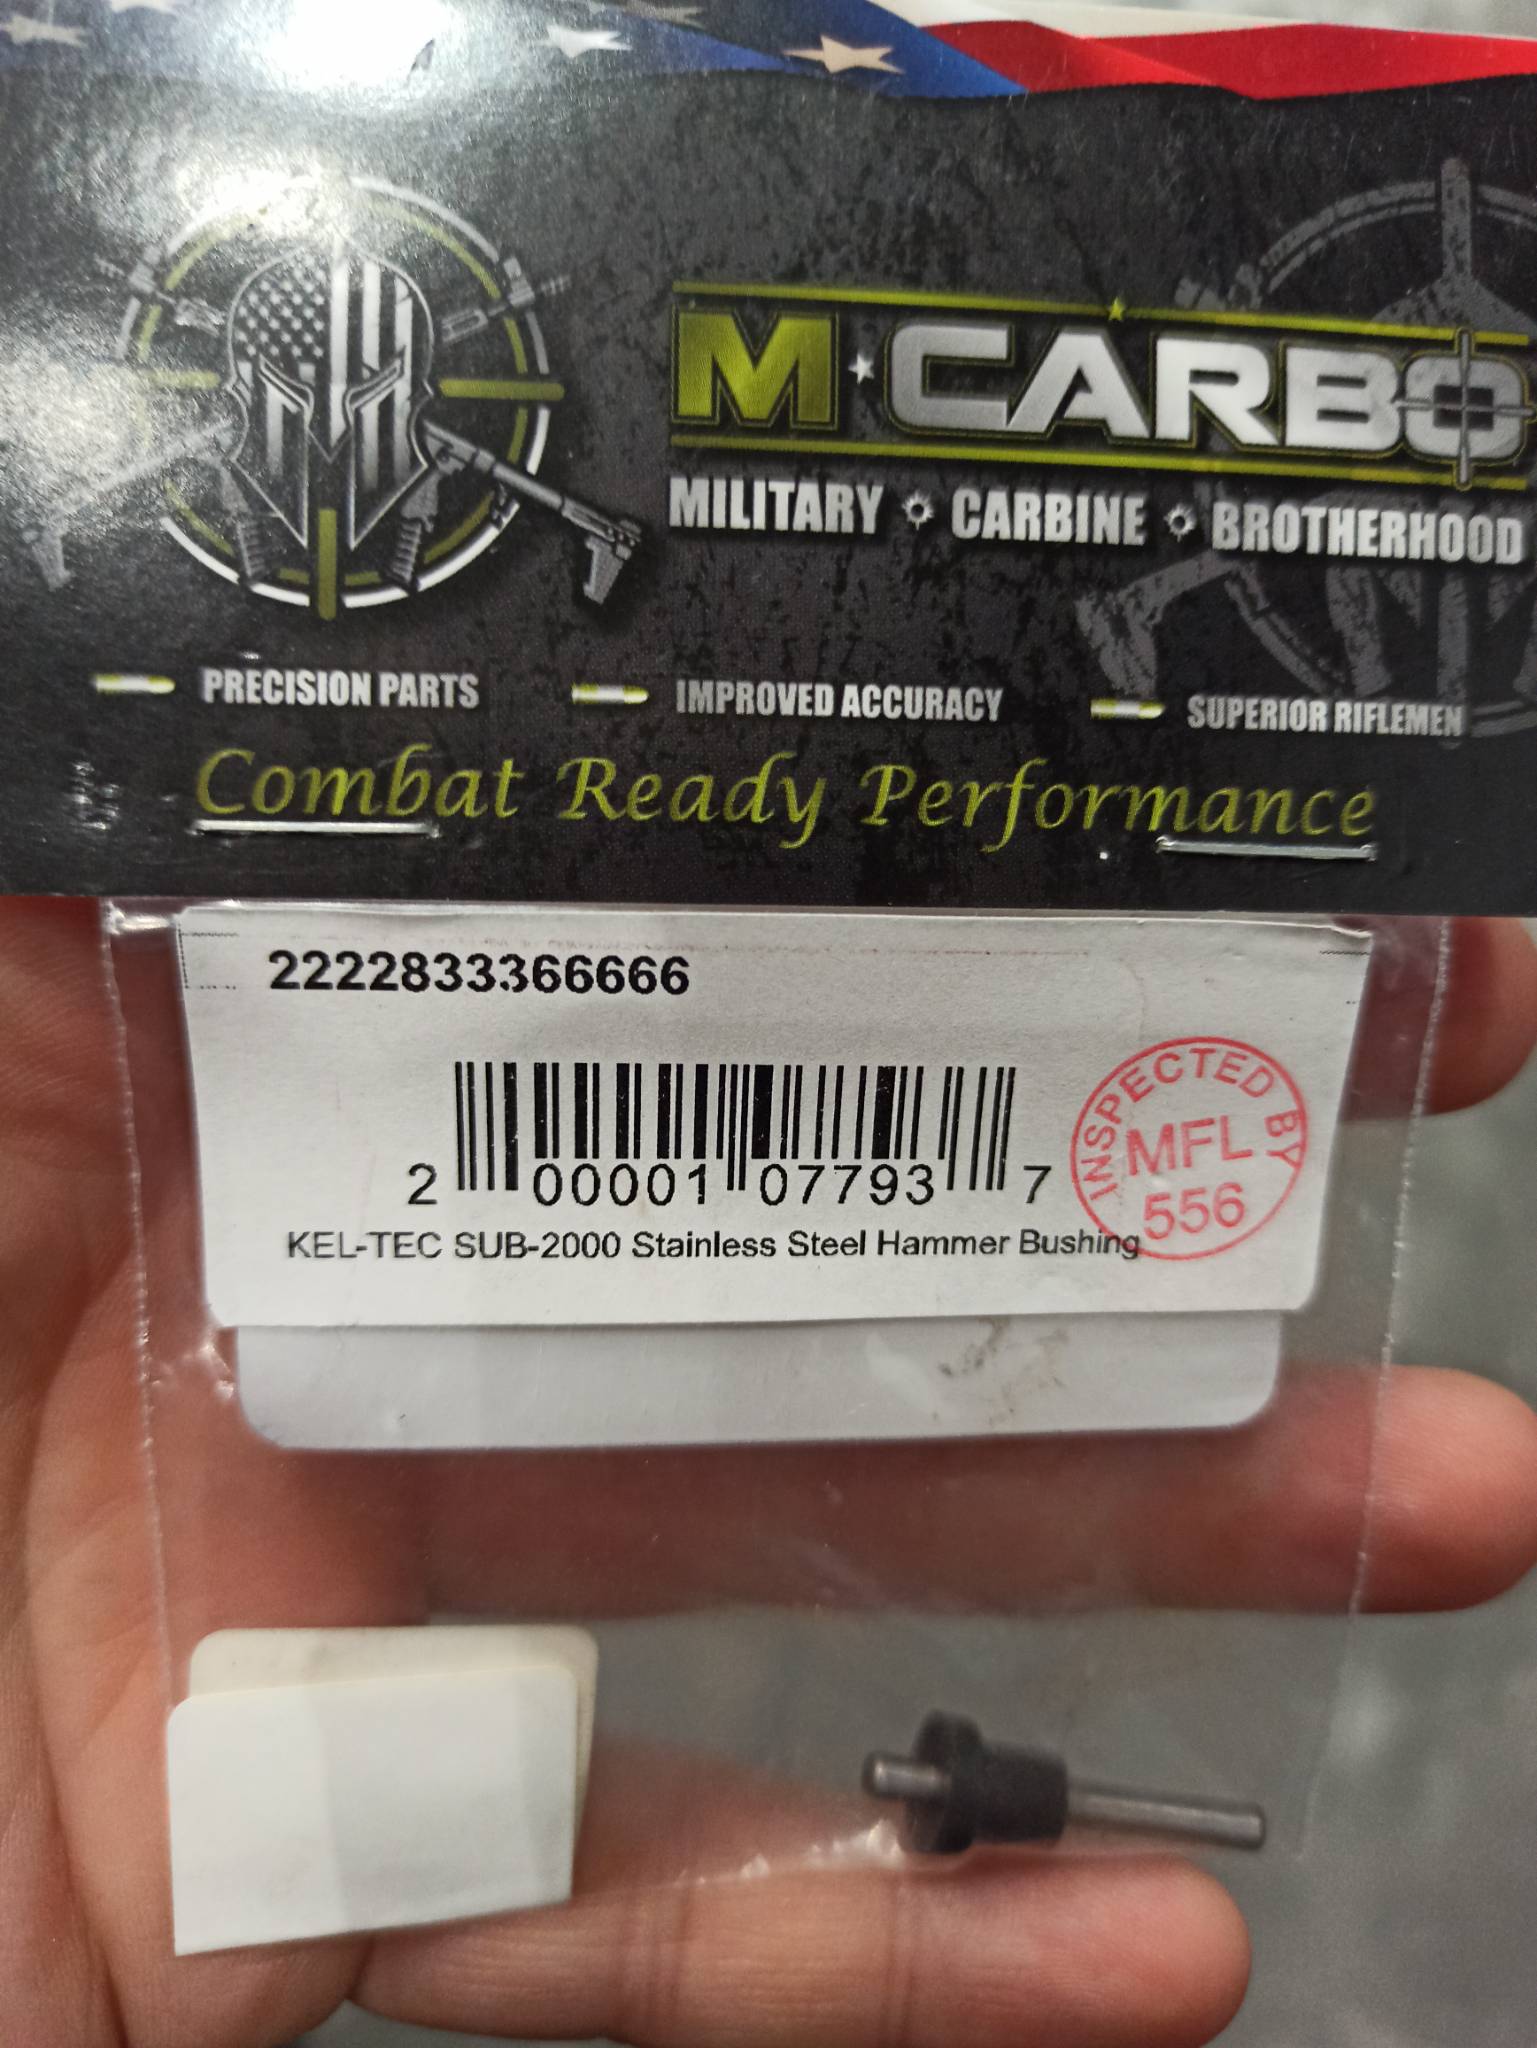 M★CARBO
MILITARY CARBINE BROTHERHOOD
PRECISION PARTS IMPROVED ACCURACY SUPERIOR RIFLEMEN
Combat Ready Performance
2222833366666
2 00001 07793 7
INSPECTED BY
MFL
556
KEL-TEC SUB-2000 Stainless Steel Hammer Bushing